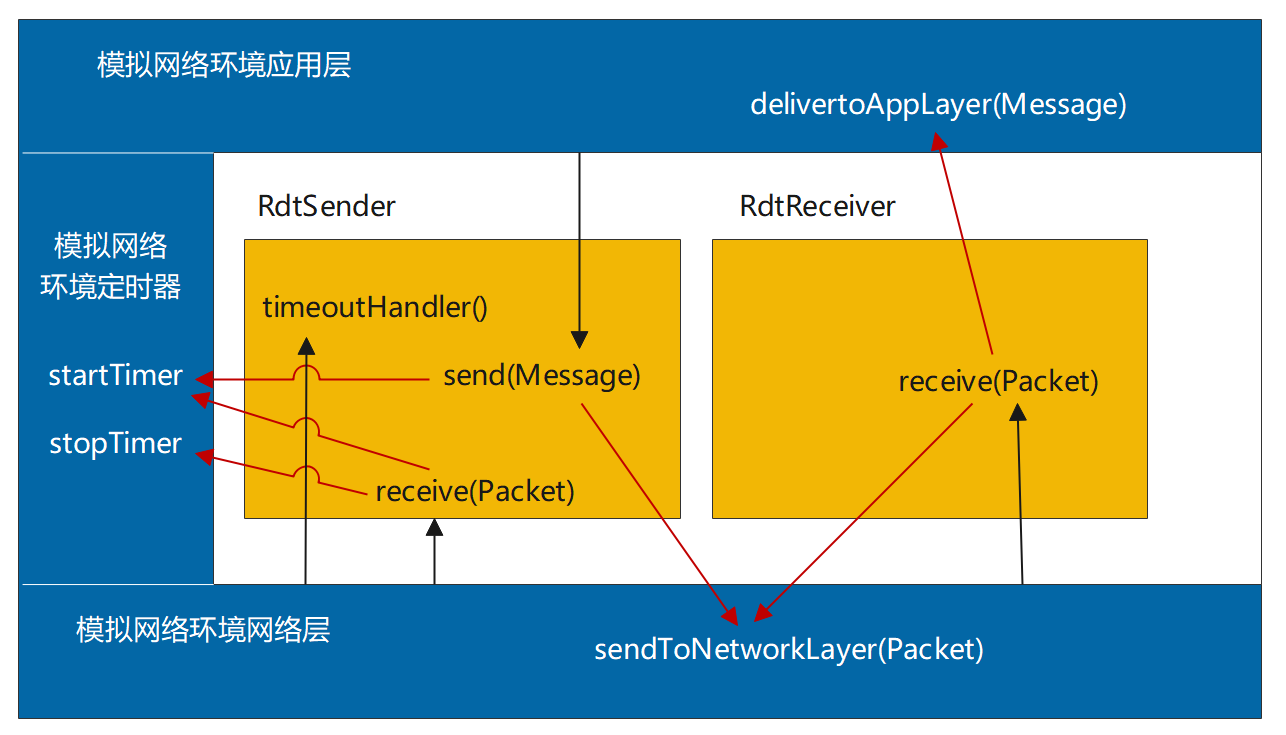 模拟网络环境应用层
delivertoAppLayer(Message)
RdtSender
RdtReceiver
模拟网络
环境定时器
timeoutHandler()
startTimer
send(Message)
receive(Packet)
stopTimer
receive(Packet)
模拟网络环境网络层
sendToNetworkLayer(Packet)